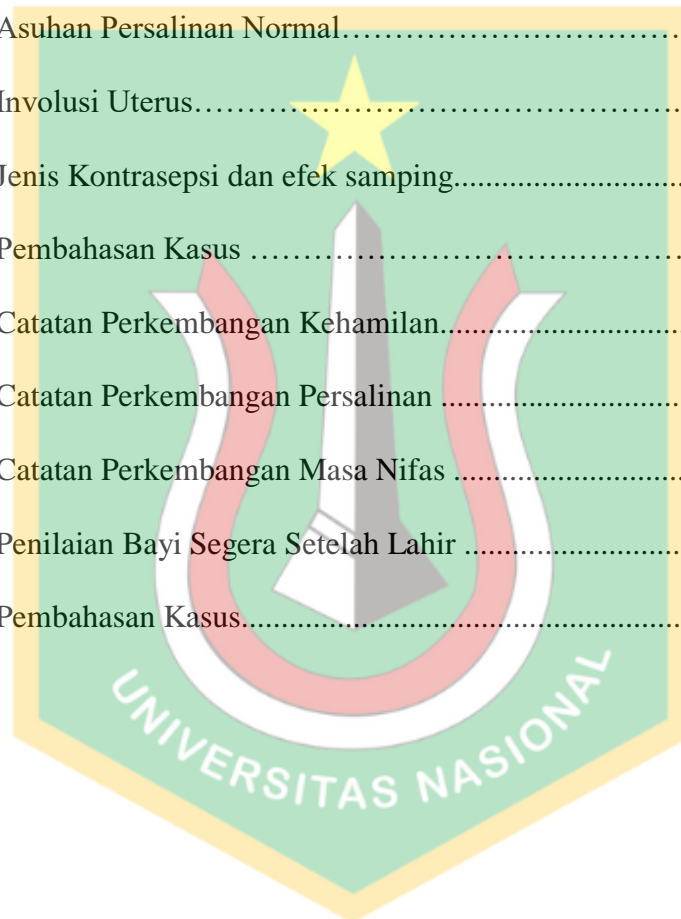 Asuhan Persalinan Normal……………………………….
Involusi Uterus……………………………………………….
Jenis Kontrasepsi dan efek samping.............................
Pembahasan Kasus …………………………………………
Catatan Perkembangan Kehamilan...............................
Catatan Perkembangan Persalinan ..............................
Catatan Perkembangan Masa Nifas .............................
Penilaian Bayi Segera Setelah Lahir ............................
Pembahasan Kasus.......................................................
UNIVERSITAS NASIONAL